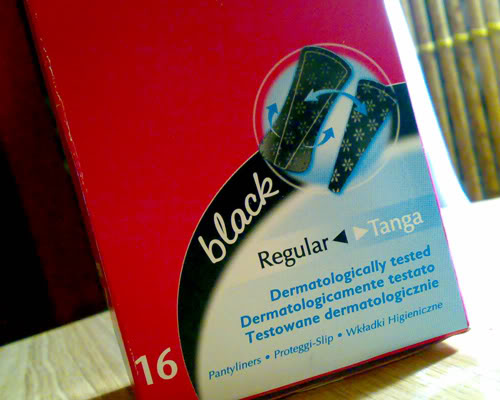 black
Regular ◀ ▶ Tanga
Dermatologically tested
Dermatologicamente testato
Testowane dermatologicznie
16
Pantyliners • Proteggi-Slip • Wkładki Higieniczne